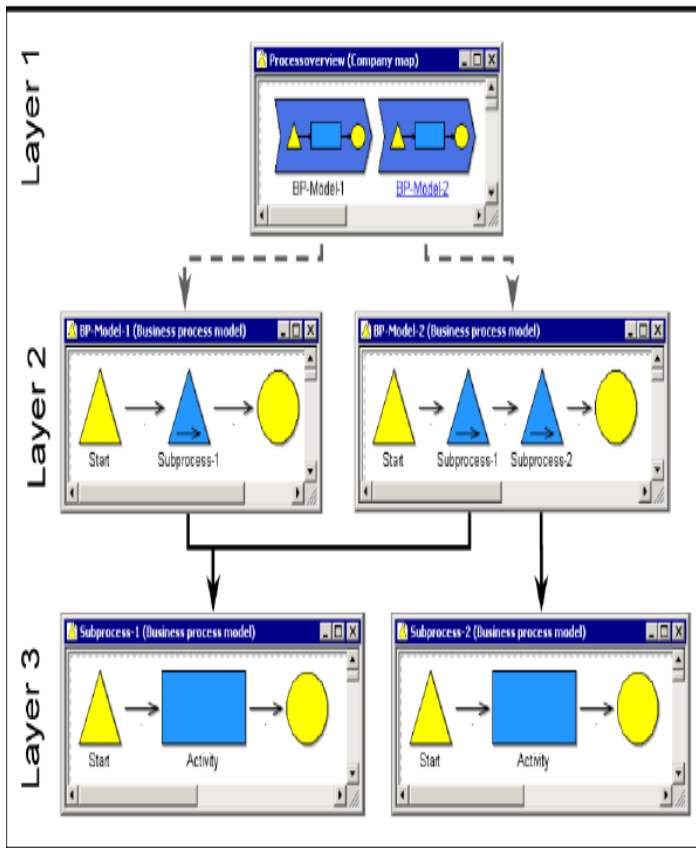 Layer 1
Processoverview (Company map)
BP-Model-1 BP-Model-2
Layer 2
BP-Model-1 (Business process model)
Start Subprocess-1
BP-Model-2 (Business process model)
Start Subprocess-1 Subprocess-2
Layer 3
Subprocess-1 (Business process model)
Start Activity
Subprocess-2 (Business process model)
Start Activity